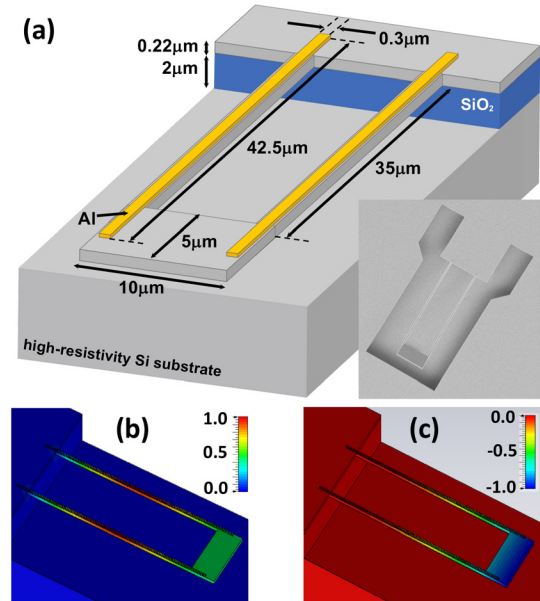 (a)
0.3μm
0.22μm
2μm
SiO₂
42.5μm
35μm
Al
5μm
10μm
high-resistivity Si substrate
(b)
1.0
0.5
0.0
(c)
0.0
-0.5
-1.0